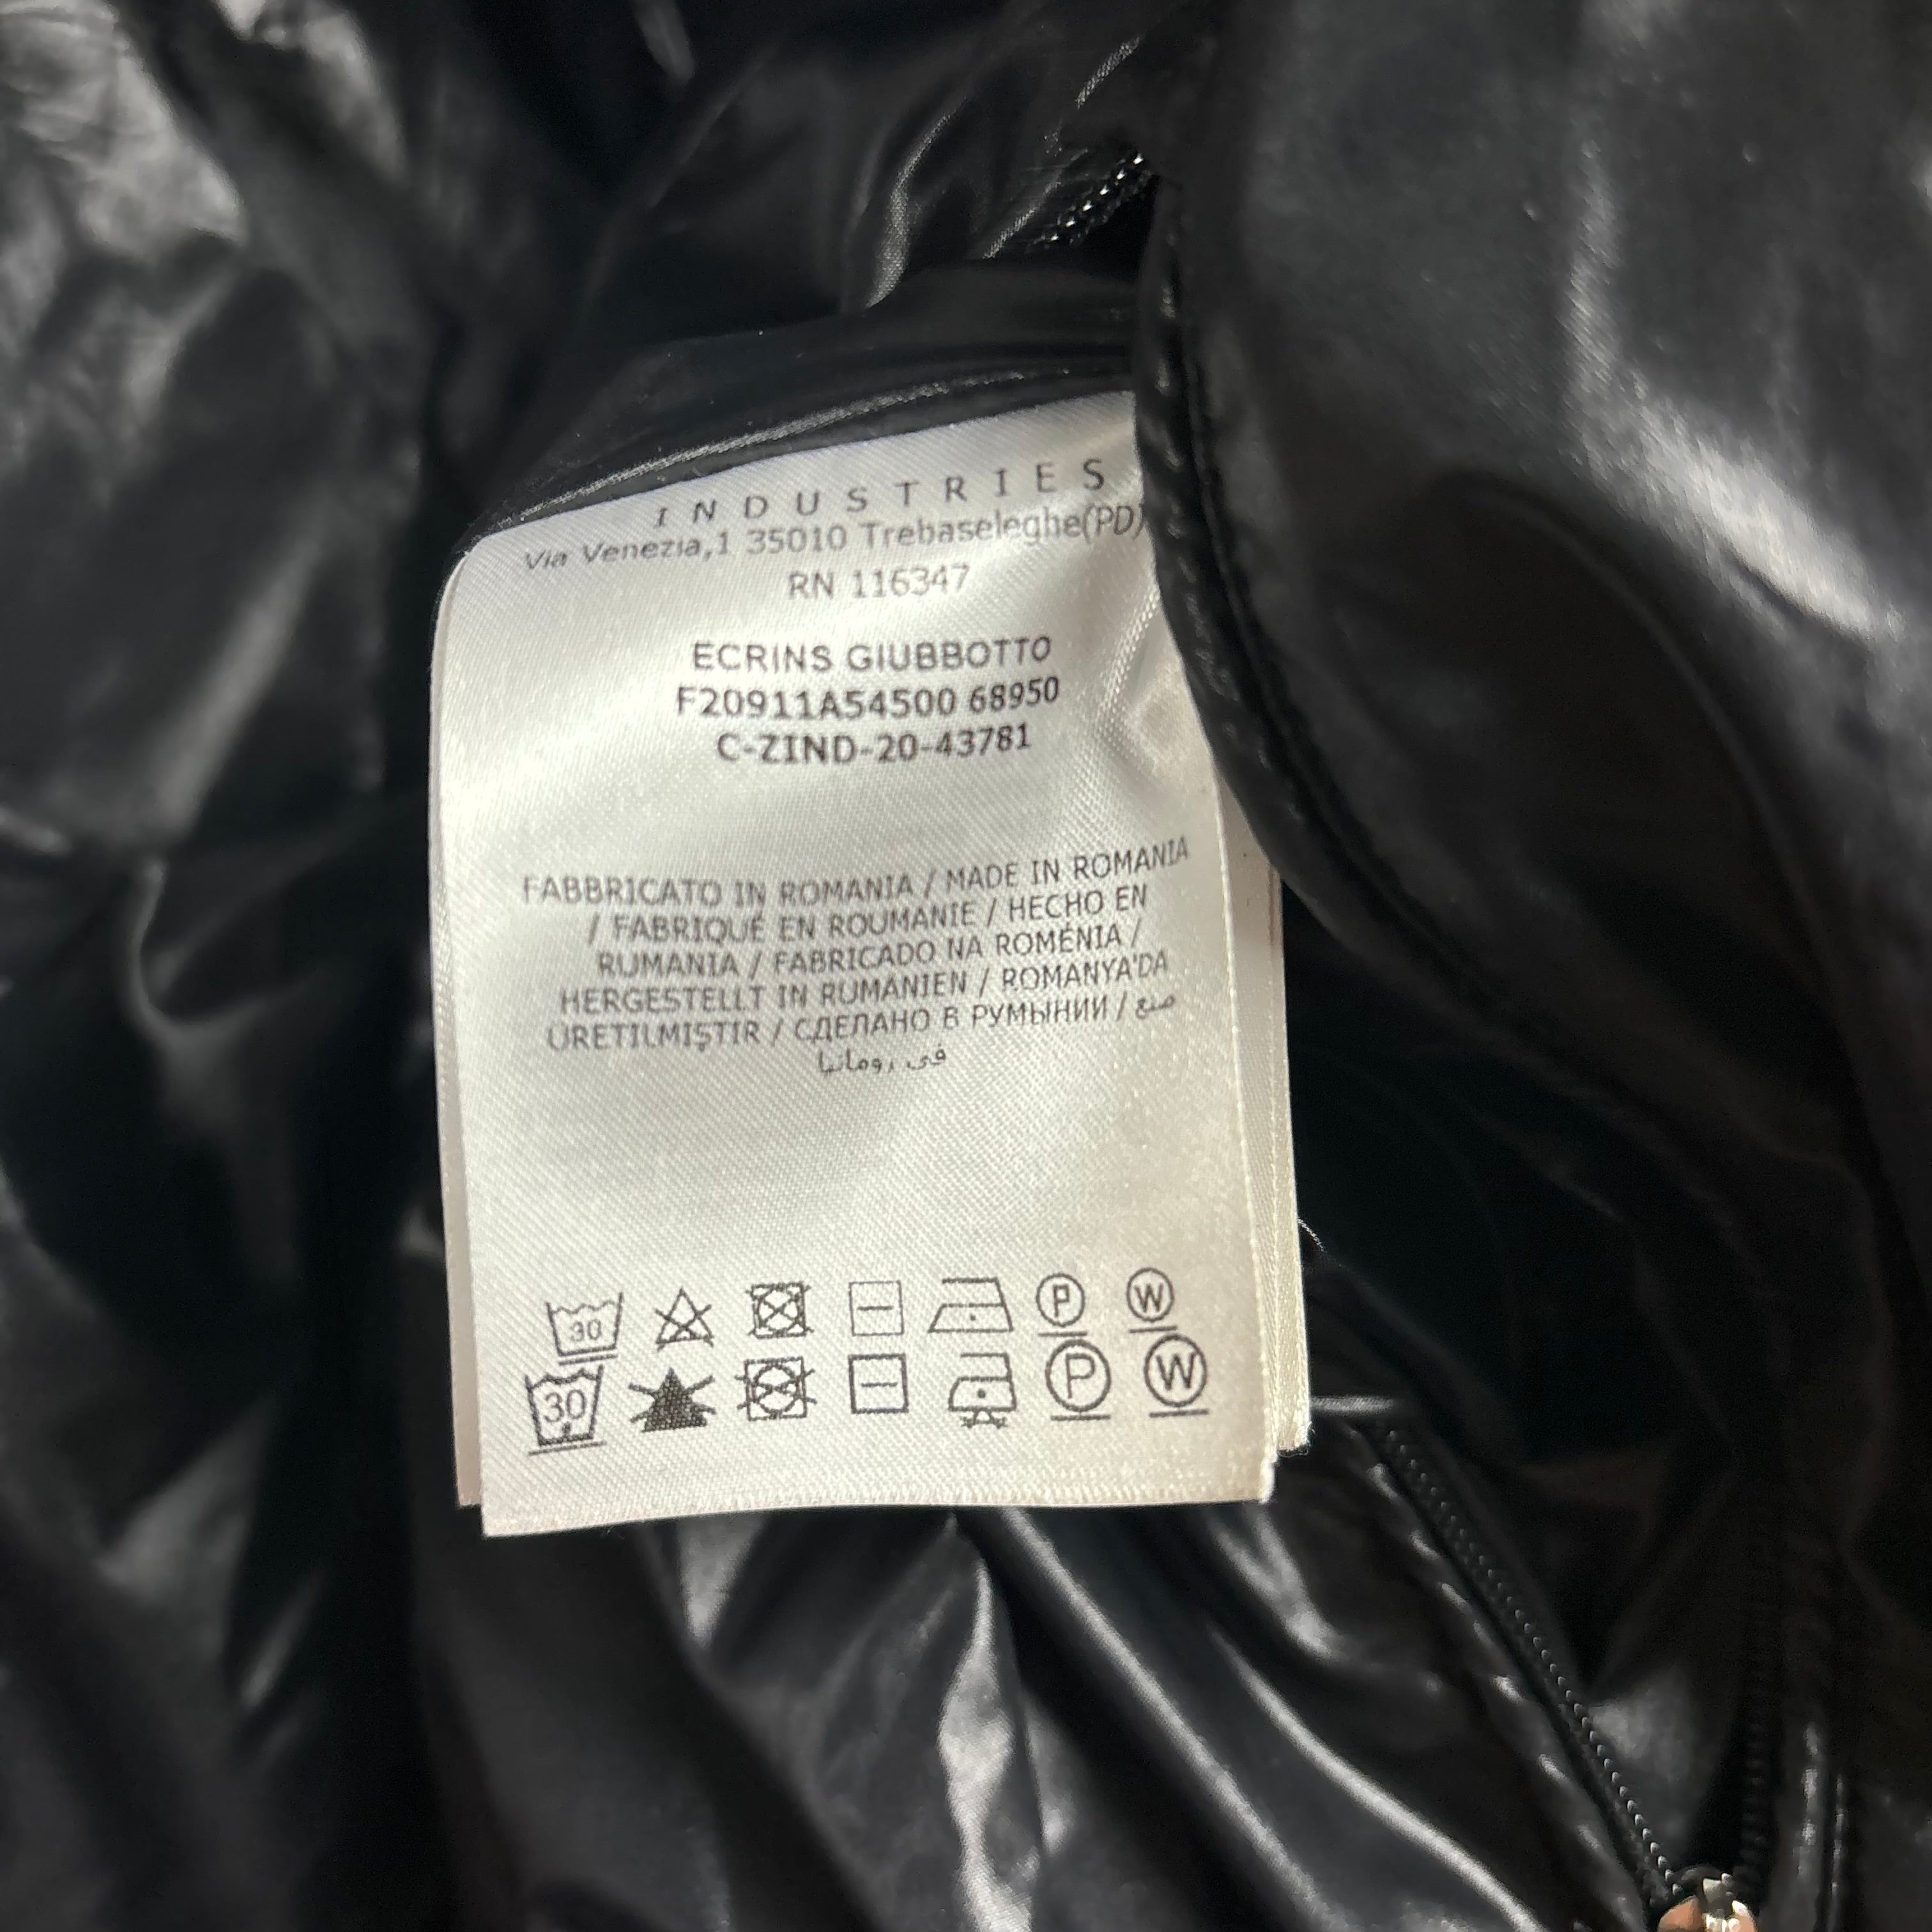 INDUSTRIES
Via Venezia,1 35010 Trebaseleghe(PD)
RN 116347
ECRINS GIUBBOTTO
F20911A54500 68950
C-ZIND-20-43781
FABBRICATO IN ROMANIA / MADE IN ROMANIA
/ FABRIQUÉ EN ROUMANIE / HECHO EN
RUMANIA / FABRICADO NA ROMÉNIA /
HERGESTELLT IN RUMÄNIEN / ROMANYA'DA
ÜRETILMIŞTIR / СДЕЛАНО В РУМЫНИИ / صنع
في رومانيا
30 P W
30 P W